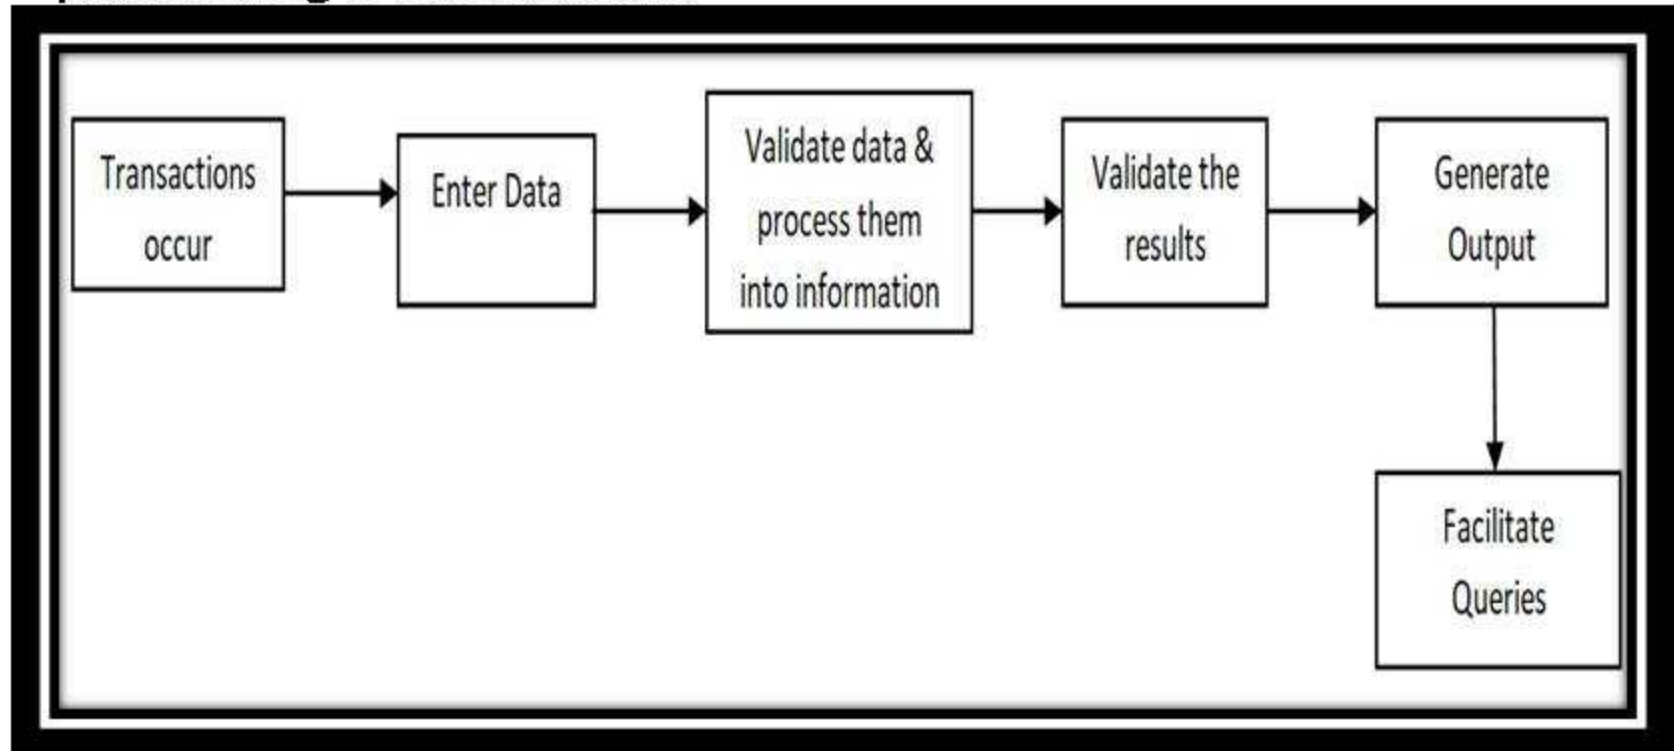 Transactions
occur
Enter Data
Validate data &
process them
into information
Validate the
results
Generate
Output
Facilitate
Queries